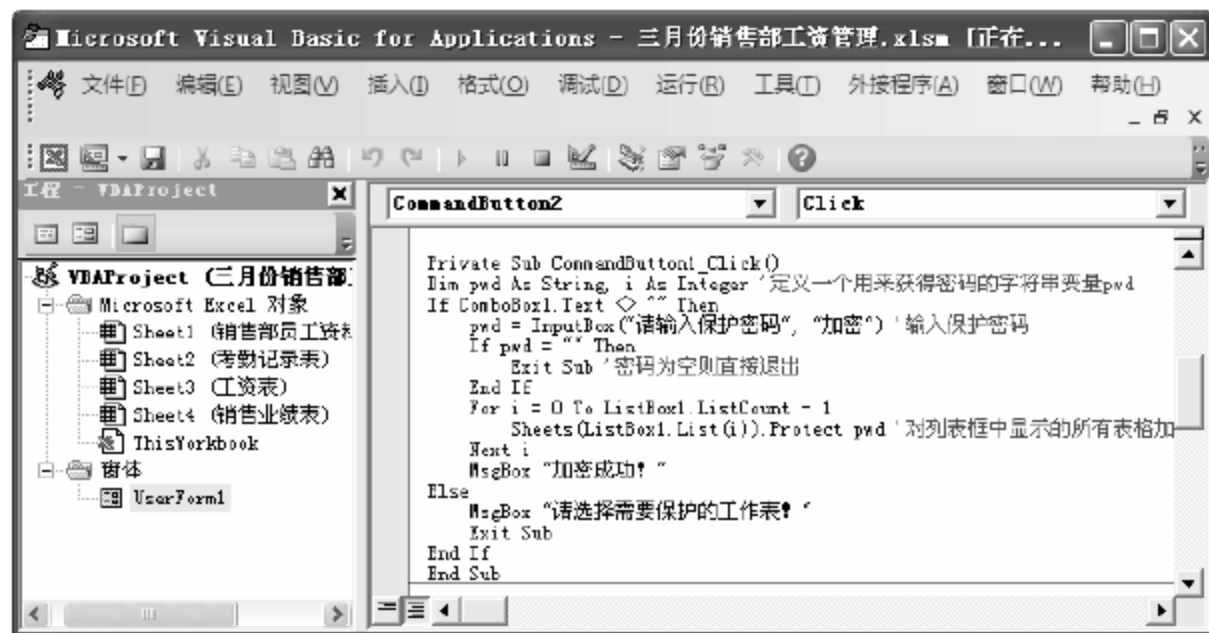 Microsoft Visual Basic for Applications - 三月份销售部工资管理.xlsm [正在...
文件(F) 编辑(E) 视图(V) 插入(I) 格式(O) 调试(D) 运行(R) 工具(T) 外接程序(A) 窗口(W) 帮助(H)
工程 - VBAProject
CommandButton2
Click
VBAProject (三月份销售部
Microsoft Excel 对象
Sheet1 (销售部员工资
Sheet2 (考勤记录表)
Sheet3 (工资表)
Sheet4 (销售业绩表)
ThisWorkbook
窗体
UserForm1
Private Sub CommandButton1_Click()
Dim pwd As String, i As Integer '定义一个用来获得密码的字符串变量pwd
If ComboBox1.Text <> "" Then
pwd = InputBox("请输入保护密码", "加密") '输入保护密码
If pwd = "" Then
Exit Sub '密码为空则直接退出
End If
For i = 0 To ListBox1.ListCount - 1
Sheets(ListBox1.List(i)).Protect pwd '对列表框中显示的所有表格加
Next i
MsgBox "加密成功! "
Else
MsgBox "请选择需要保护的工作表! "
Exit Sub
End If
End Sub